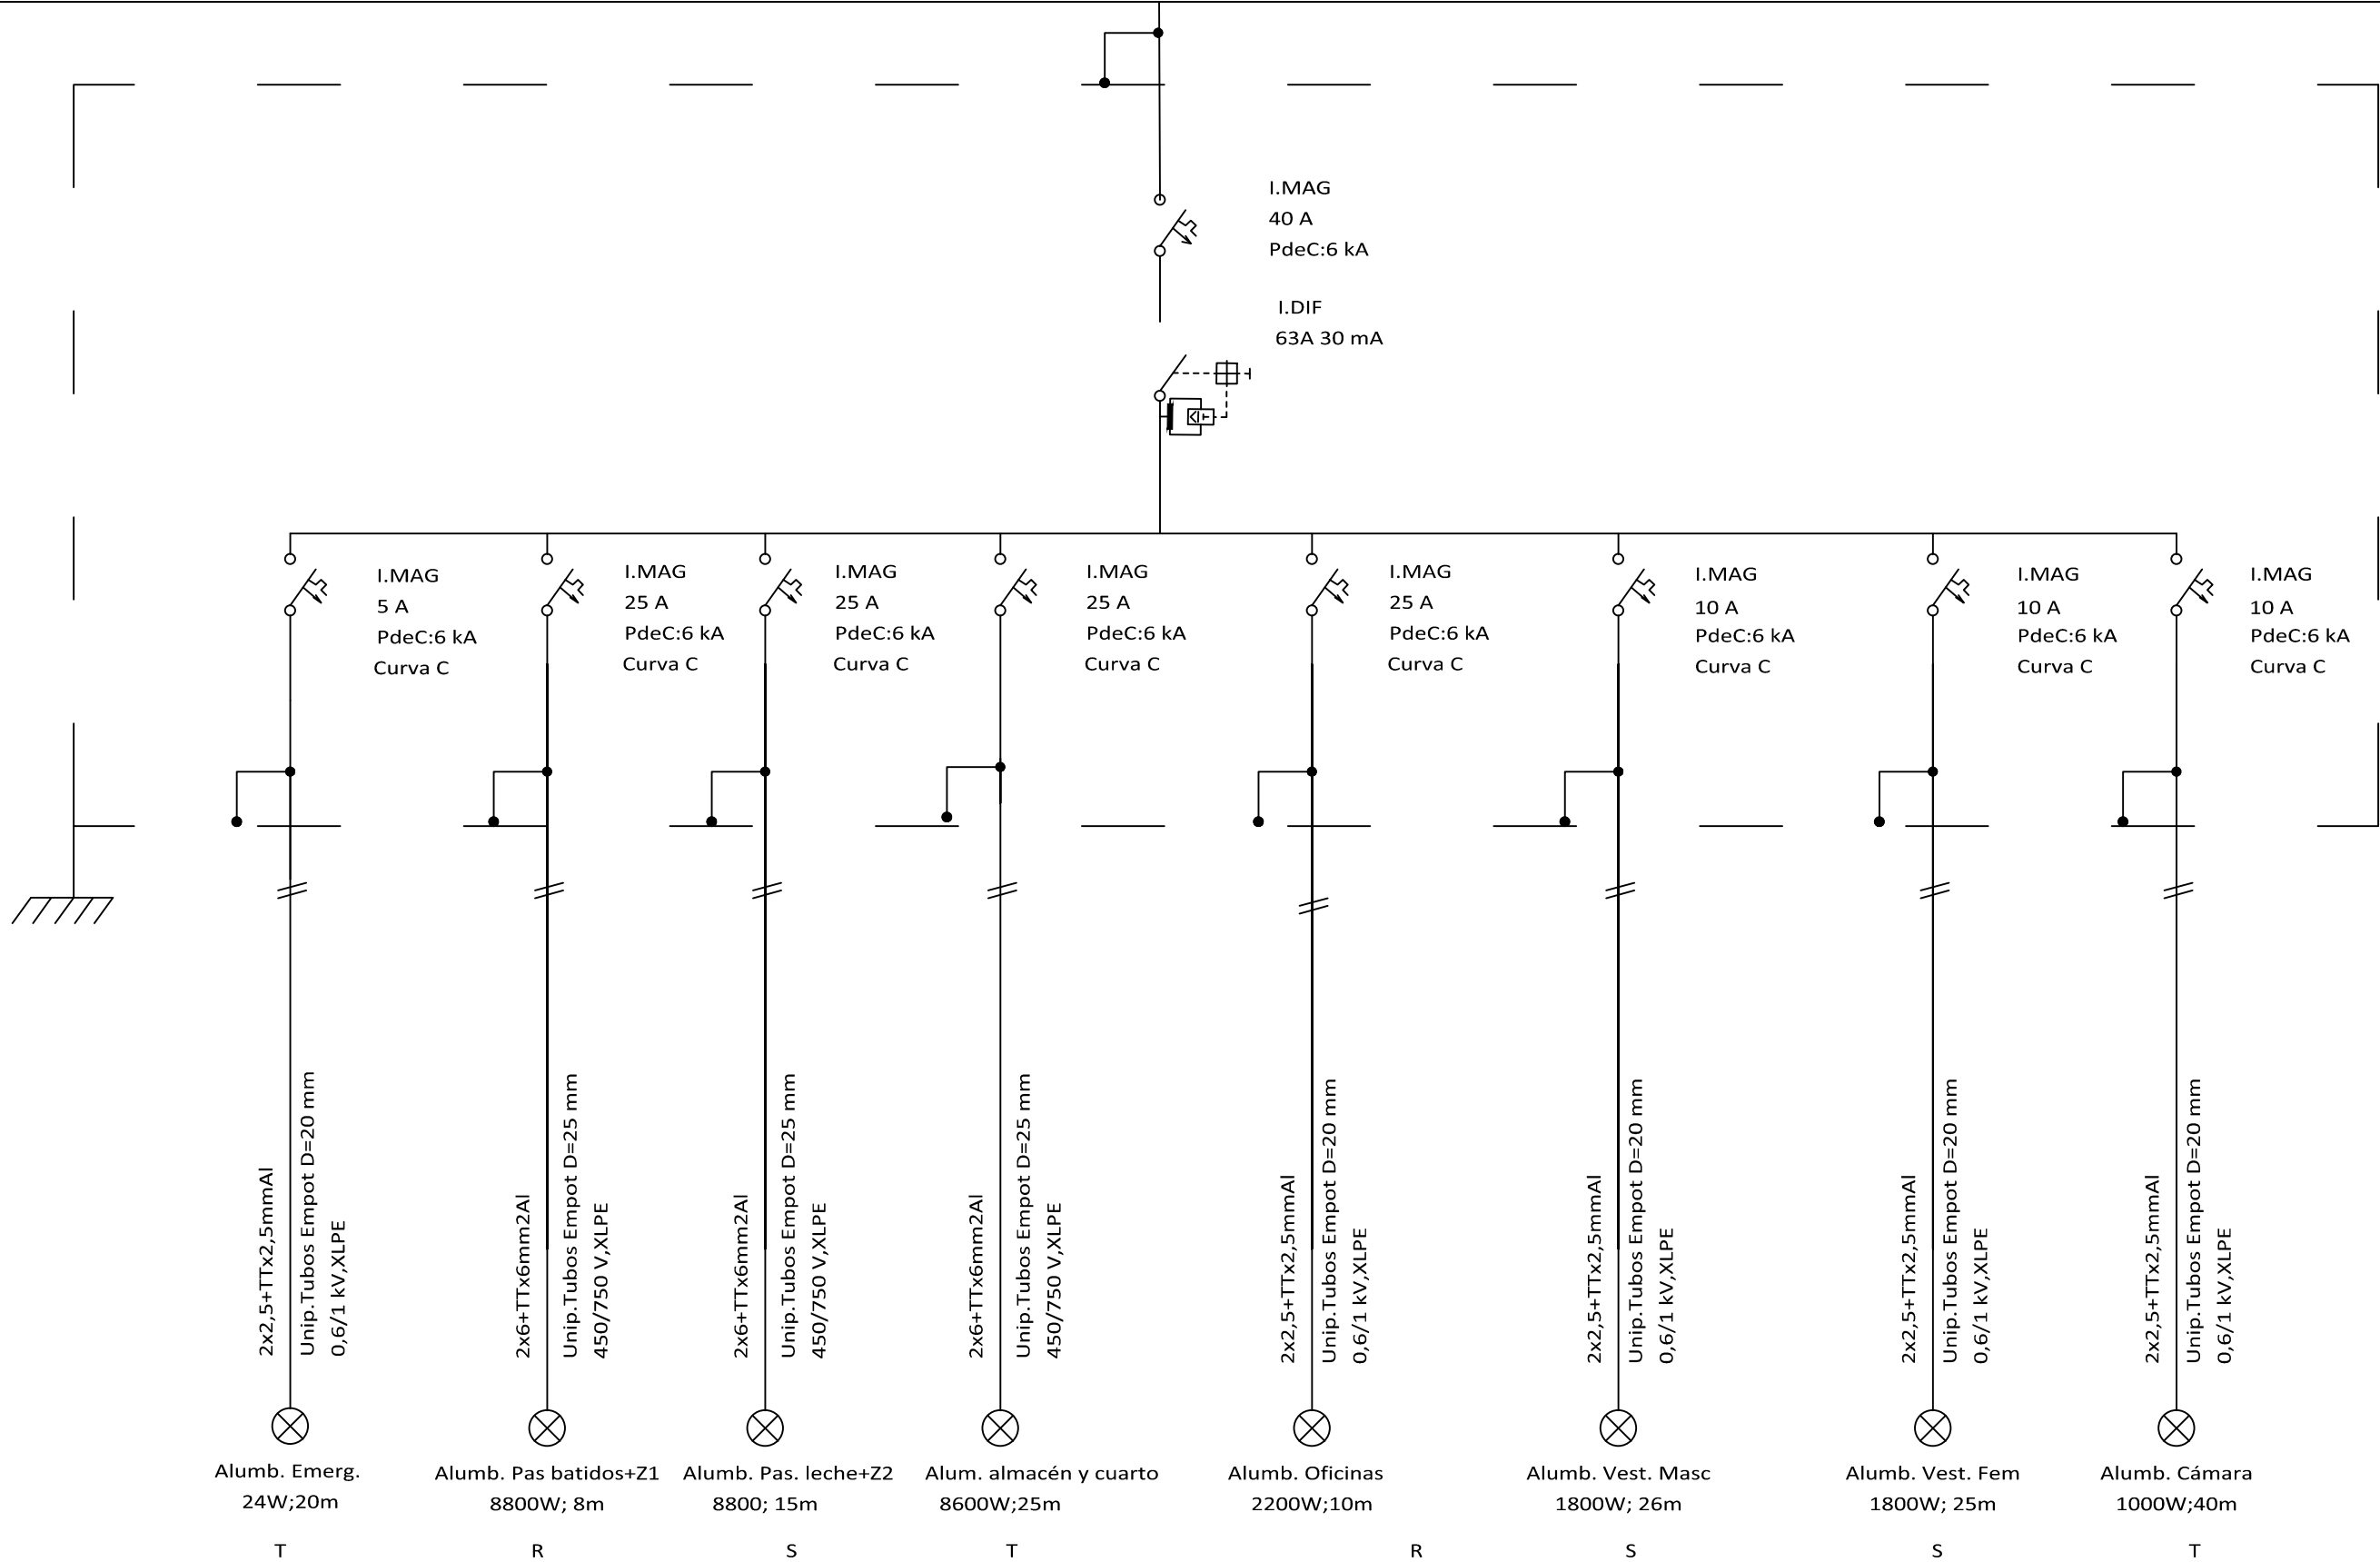 I.MAG
40 A
PdeC:6 kA
I.DIF
63A 30 mA
I.MAG
5 A
PdeC:6 kA
Curva C
I.MAG
25 A
PdeC:6 kA
Curva C
I.MAG
25 A
PdeC:6 kA
Curva C
I.MAG
25 A
PdeC:6 kA
Curva C
I.MAG
25 A
PdeC:6 kA
Curva C
I.MAG
10 A
PdeC:6 kA
Curva C
I.MAG
10 A
PdeC:6 kA
Curva C
I.MAG
10 A
PdeC:6 kA
Curva C
2x2,5+TTx2,5mmAl
Unip.Tubos Empot D=20 mm
0,6/1 kV,XLPE
2x6+TTx6mm2Al
Unip.Tubos Empot D=25 mm
450/750 V,XLPE
2x6+TTx6mm2Al
Unip.Tubos Empot D=25 mm
450/750 V,XLPE
2x6+TTx6mm2Al
Unip.Tubos Empot D=25 mm
450/750 V,XLPE
2x2,5+TTx2,5mmAl
Unip.Tubos Empot D=20 mm
0,6/1 kV,XLPE
2x2,5+TTx2,5mmAl
Unip.Tubos Empot D=20 mm
0,6/1 kV,XLPE
2x2,5+TTx2,5mmAl
Unip.Tubos Empot D=20 mm
0,6/1 kV,XLPE
2x2,5+TTx2,5mmAl
Unip.Tubos Empot D=20 mm
0,6/1 kV,XLPE
Alumb. Emerg.
24W;20m
T
Alumb. Pas batidos+Z1
8800W; 8m
R
Alumb. Pas. leche+Z2
8800; 15m
S
Alum. almacén y cuarto
8600W;25m
T
Alumb. Oficinas
2200W;10m
R
Alumb. Vest. Masc
1800W; 26m
S
Alumb. Vest. Fem
1800W; 25m
S
Alumb. Cámara
1000W;40m
T